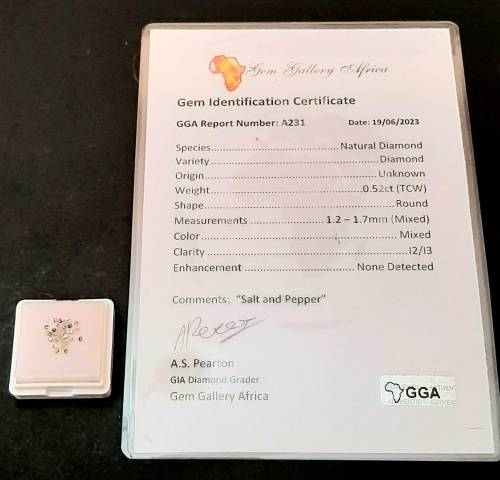 Gem Gallery Africa
Gem Identification Certificate
GGA Report Number: A231 Date: 19/06/2023
Species..............................Natural Diamond
Variety..........................................Diamond
Origin..........................................Unknown
Weight.....................................0.52ct (TCW)
Shape..............................................Round
Measurements ..................1.2 – 1.7mm (Mixed)
Color................................................Mixed
Clarity..............................................I2/I3
Enhancement ...........................None Detected
Comments: "Salt and Pepper"
A.S. Pearton
GIA Diamond Grader
Gem Gallery Africa
GGA